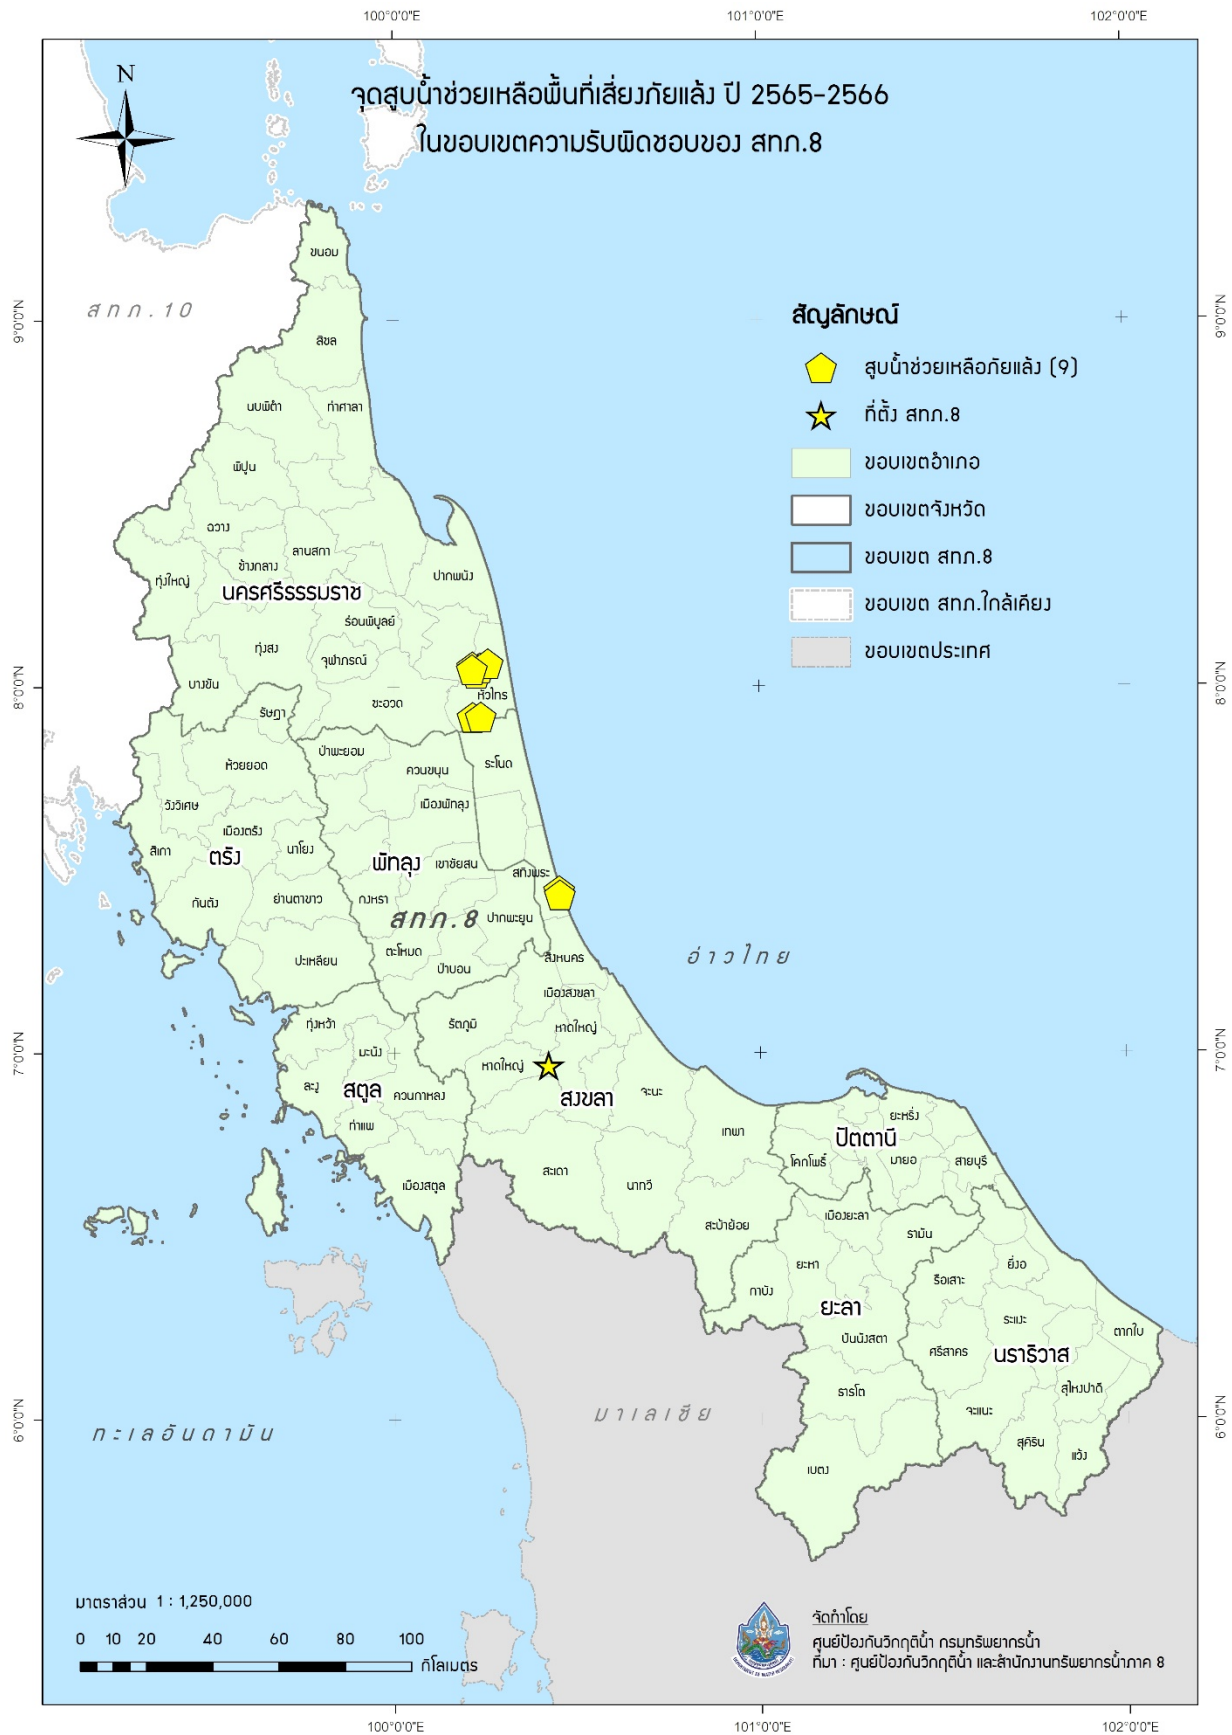 100°0'0"E 101°0'0"E 102°0'0"E
N
จุดสูบน้ำช่วยเหลือพื้นที่เสี่ยงภัยแล้ง ปี 2565-2566
ในขอบเขตความรับผิดชอบของ สทภ.8
สทภ.10
9°0'0"N
9°0'0"N
สัญลักษณ์
สูบน้ำช่วยเหลือภัยแล้ง (9)
ที่ตั้ง สทภ.8
ขอบเขตอำเภอ
ขอบเขตจังหวัด
ขอบเขต สทภ.8
ขอบเขต สทภ.ใกล้เคียง
ขอบเขตประเทศ
ขนอม
สิชล
นบพิตำ
ท่าศาลา
พิปูน
ฉวาง
ลานสกา
ช้างกลาง
ทุ่งใหญ่
ปากพนัง
นครศรีธรรมราช
ร่อนพิบูลย์
ทุ่งสง
จุฬาภรณ์
บางขัน
8°0'0"N
8°0'0"N
หัวไทร
ชะอวด
รัษฎา
ป่าพะยอม
ห้วยยอด
ควนขนุน
ระโนด
วังวิเศษ
เมืองพัทลุง
เมืองตรัง
สิเกา
นาโยง
ตรัง
พัทลุง
เขาชัยสน
สทิงพระ
กันตัง
ย่านตาขาว
กงหรา
สทภ.8
ปากพะยูน
ปะเหลียน
ตะโหมด
ป่าบอน
สิงหนคร
อ่าวไทย
เมืองสงขลา
ทุ่งหว้า
รัตภูมิ
หาดใหญ่
7°0'0"N
7°0'0"N
มะนัง
หาดใหญ่
ละงู
สตูล
ควนกาหลง
สงขลา
จะนะ
ท่าแพ
เทพา
ยะหริ่ง
ปัตตานี
โคกโพธิ์
มายอ
สายบุรี
เมืองสตูล
สะเดา
นาทวี
สะบ้าย้อย
เมืองยะลา
รามัน
ยะหา
ยี่งอ
กาบัง
รือเสาะ
ยะลา
ระแงะ
บันนังสตา
ตากใบ
ศรีสาคร
นราธิวาส
ธารโต
สุไหงปาดี
จะแนะ
6°0'0"N
6°0'0"N
มาเลเซีย
ทะเลอันดามัน
สุคิริน
แว้ง
เบตง
มาตราส่วน 1 : 1,250,000
0 10 20 40 60 80 100
กิโลเมตร
จัดทำโดย
ศูนย์ป้องกันวิกฤติน้ำ กรมทรัพยากรน้ำ
ที่มา : ศูนย์ป้องกันวิกฤติน้ำ และสำนักงานทรัพยากรน้ำภาค 8
100°0'0"E 101°0'0"E 102°0'0"E